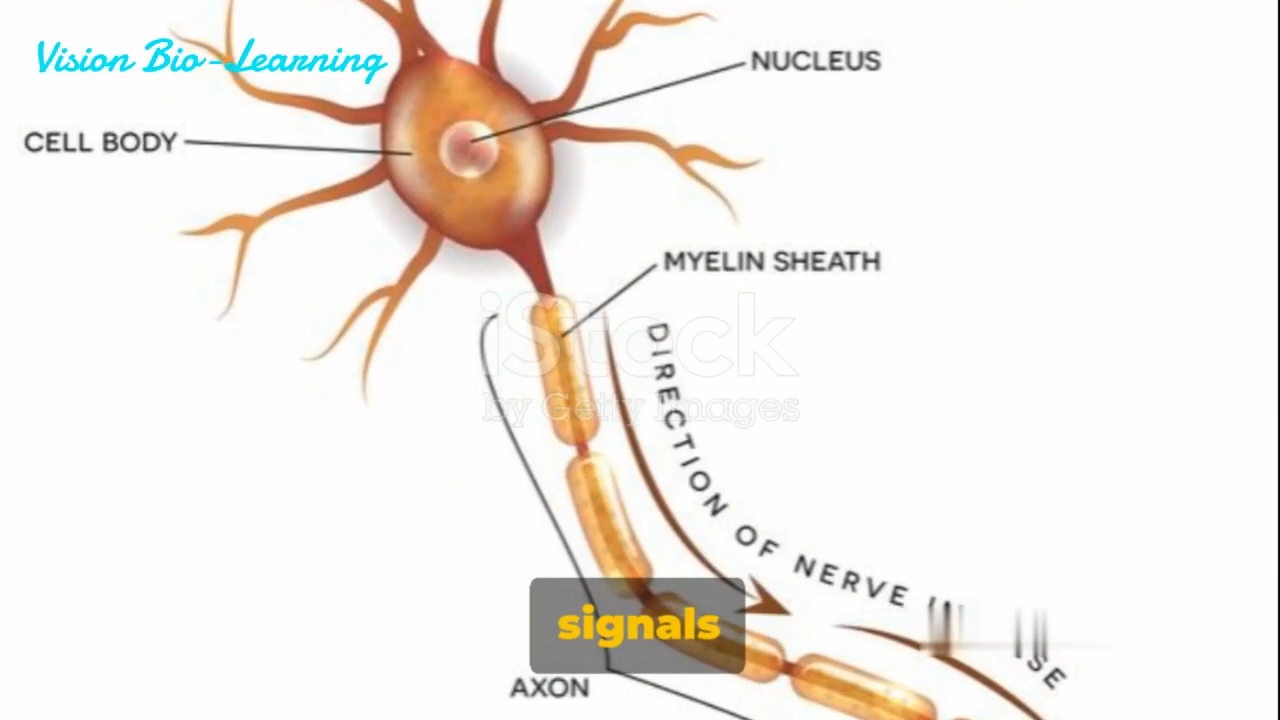 Vision Bio-Learning
NUCLEUS
CELL BODY
MYELIN SHEATH
iStock
by Getty Images
DIRECTION OF NERVE
signals
AXON